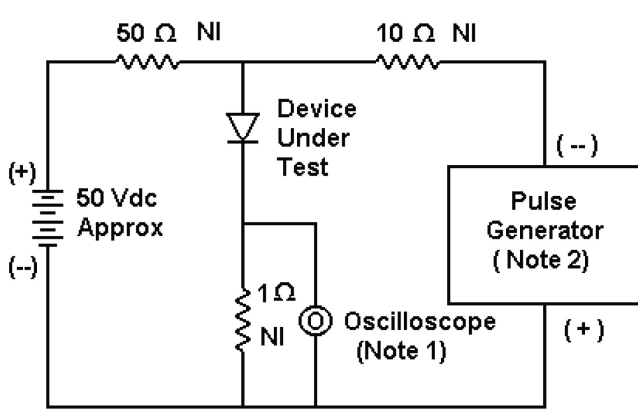 50 Ω NI
10 Ω NI
Device
Under
Test
(+)
50 Vdc
Approx
(--)
1Ω
NI
Oscilloscope
(Note 1)
( -- )
Pulse
Generator
( Note 2)
( + )